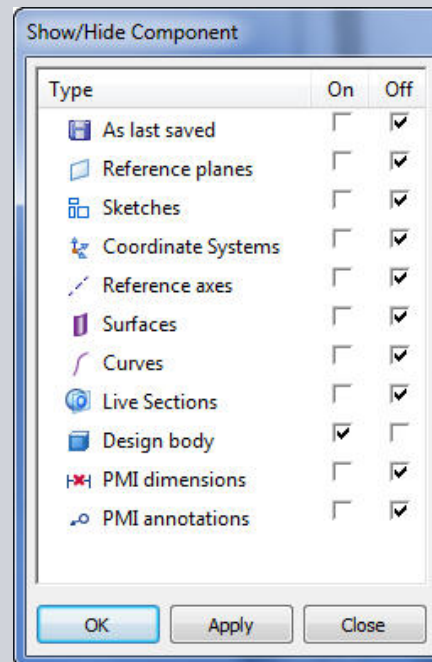 Show/Hide Component
Type On Off
As last saved
Reference planes
Sketches
Coordinate Systems
Reference axes
Surfaces
Curves
Live Sections
Design body
PMI dimensions
PMI annotations
OK Apply Close